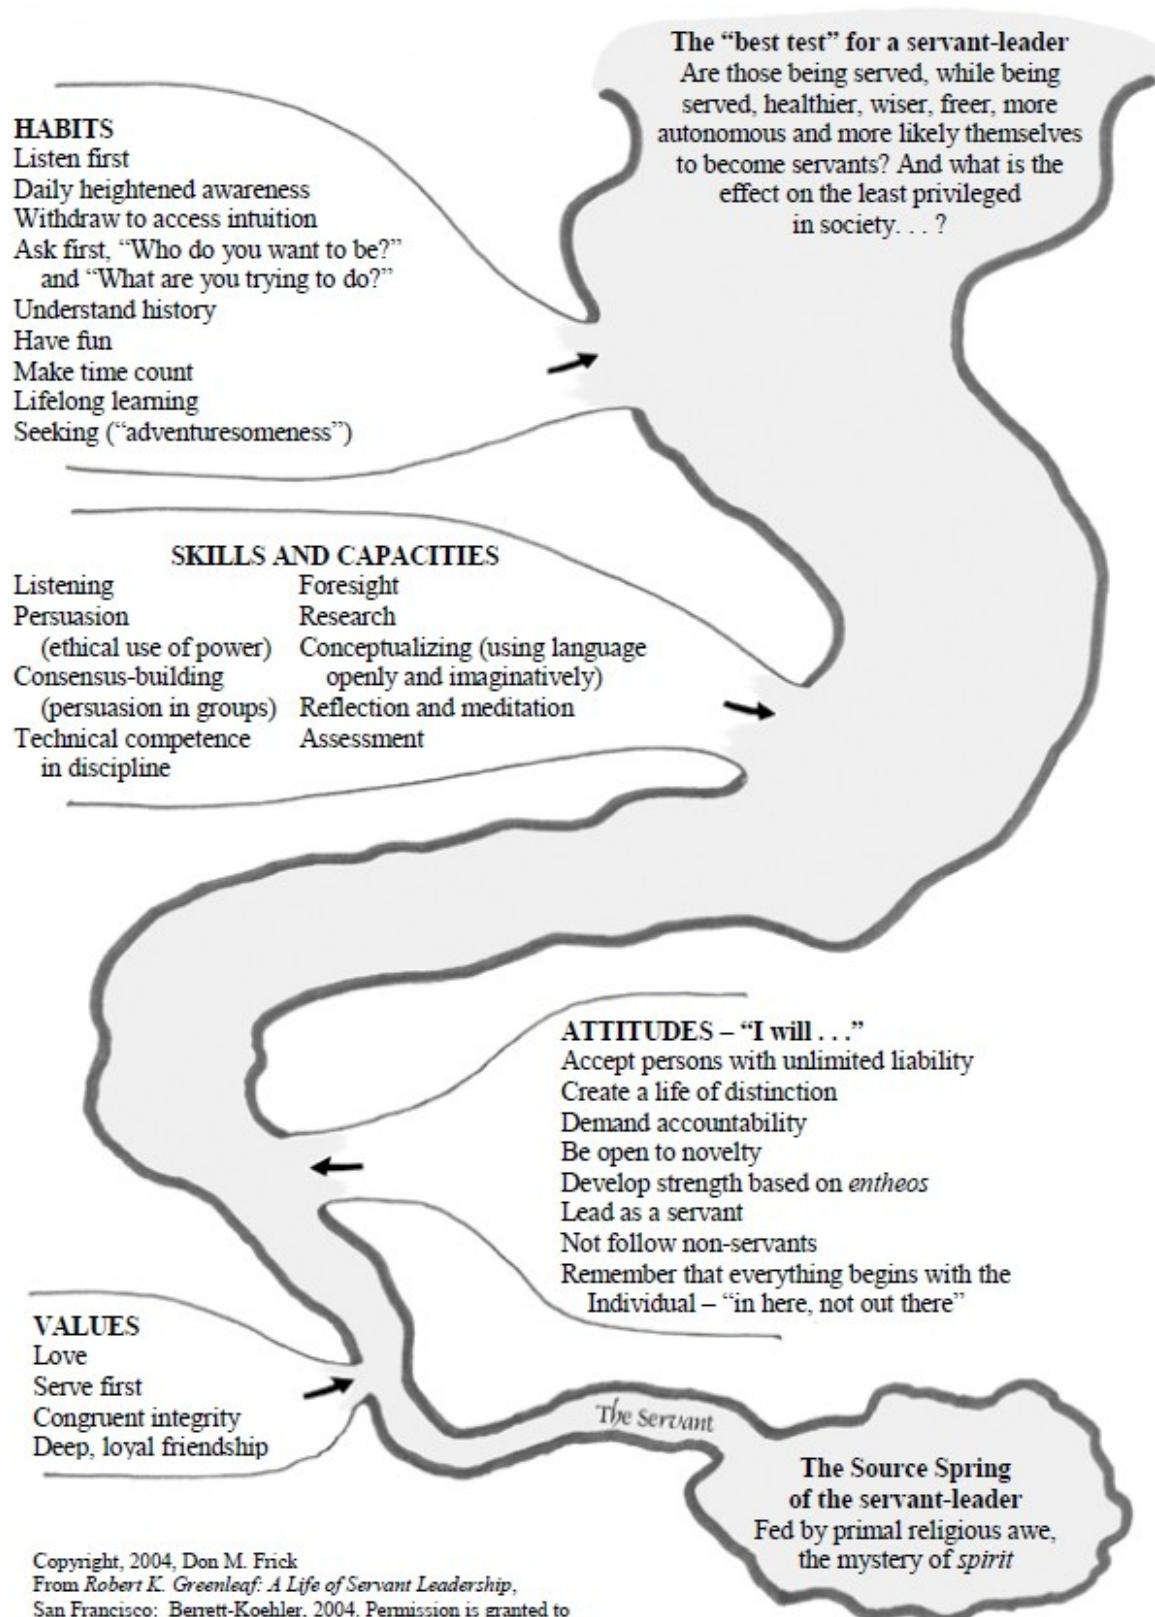 The “best test” for a servant-leader
Are those being served, while being
served, healthier, wiser, freer, more
autonomous and more likely themselves
to become servants? And what is the
effect on the least privileged
in society. . . ?
HABITS
Listen first
Daily heightened awareness
Withdraw to access intuition
Ask first, “Who do you want to be?”
and “What are you trying to do?”
Understand history
Have fun
Make time count
Lifelong learning
Seeking (“adventuresomeness”)
SKILLS AND CAPACITIES
Listening
Persuasion
(ethical use of power)
Consensus-building
(persuasion in groups)
Technical competence
in discipline
Foresight
Research
Conceptualizing (using language
openly and imaginatively)
Reflection and meditation
Assessment
ATTITUDES – “I will . . .”
Accept persons with unlimited liability
Create a life of distinction
Demand accountability
Be open to novelty
Develop strength based on entheos
Lead as a servant
Not follow non-servants
Remember that everything begins with the
Individual – “in here, not out there”
VALUES
Love
Serve first
Congruent integrity
Deep, loyal friendship
The Servant
The Source Spring
of the servant-leader
Fed by primal religious awe,
the mystery of spirit
Copyright, 2004, Don M. Frick
From Robert K. Greenleaf: A Life of Servant Leadership,
San Francisco: Berrett-Koehler, 2004. Permission is granted to